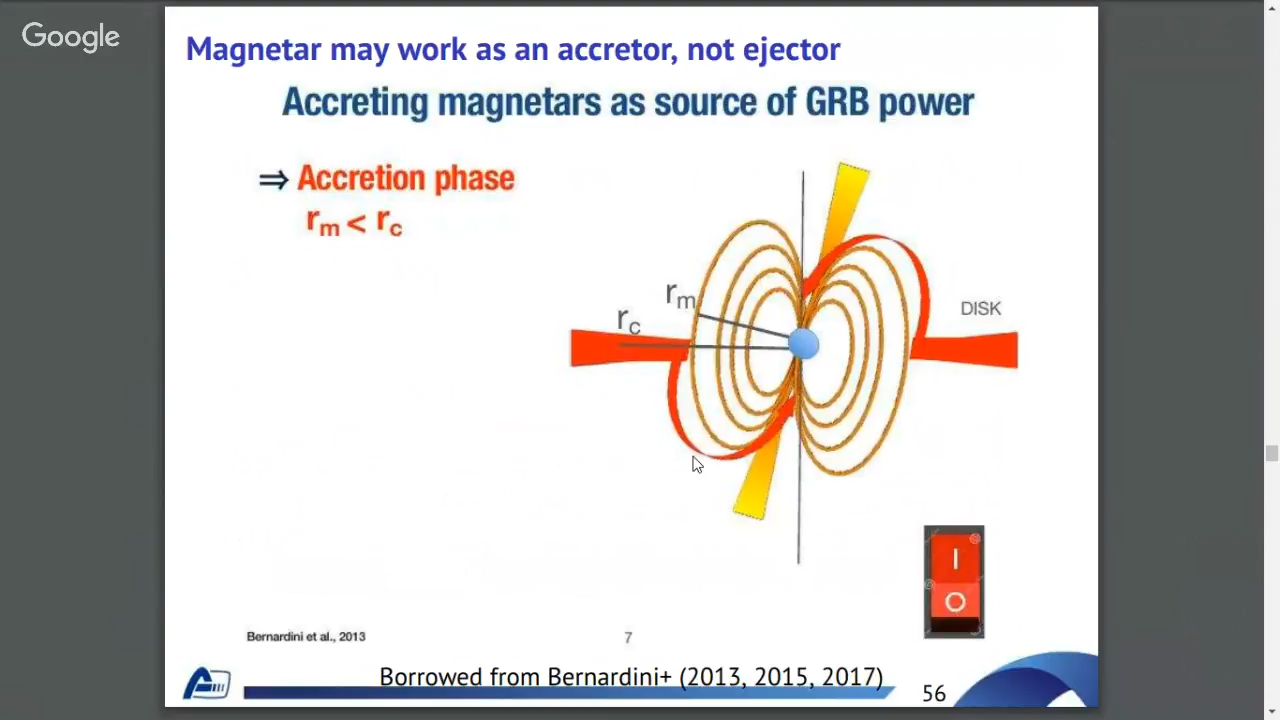 Google
Magnetar may work as an accretor, not ejector
Accreting magnetars as source of GRB power
⇒ Accretion phase
rm < rc
rm
rc
DISK
I
O
Bernardini et al., 2013
7
Borrowed from Bernardini+ (2013, 2015, 2017)
56